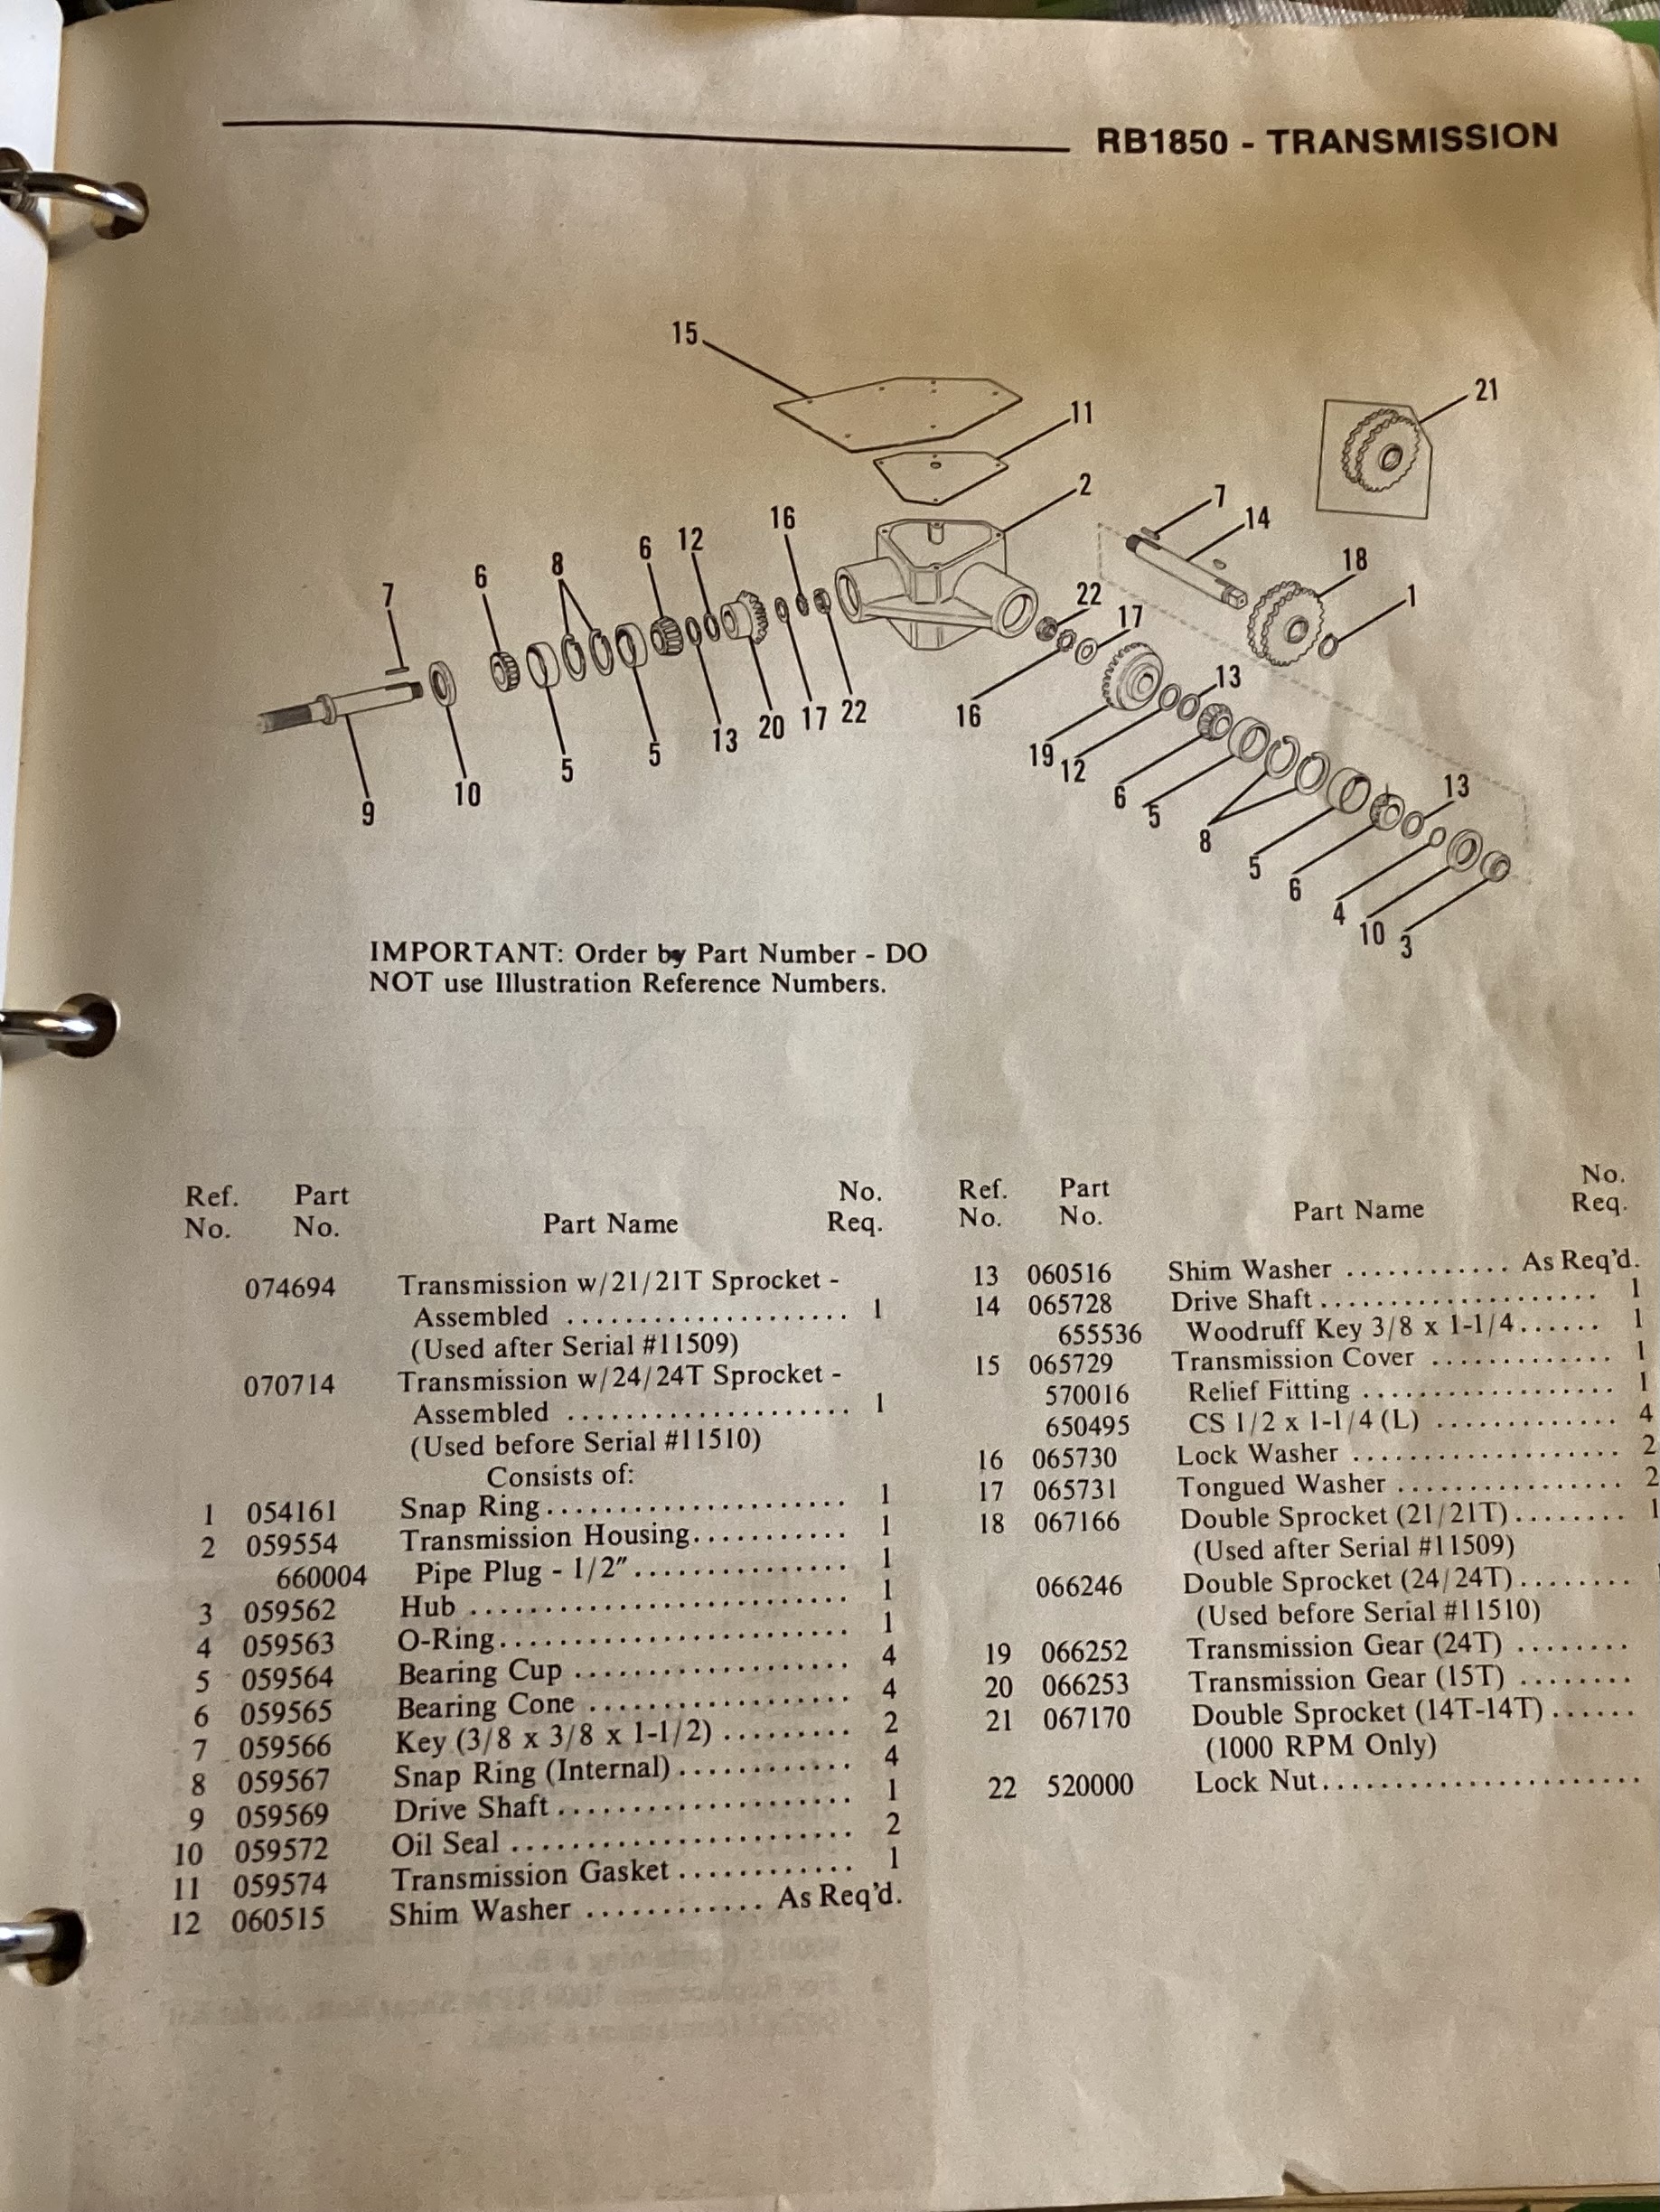 RB1850 - TRANSMISSION
15
11
21
2
7
14
16
12
6
8
6
7
18
1
22
17
13
16
19
12
6
5
8
5
6
13
4
10
3
9
10
5
5
13
20
17
22
IMPORTANT: Order by Part Number - DO
NOT use Illustration Reference Numbers.
Ref. Part No.
No. No. Part Name Req.
074694 Transmission w/21/21T Sprocket -
Assembled .................... 1
(Used after Serial #11509)
070714 Transmission w/24/24T Sprocket -
Assembled .................... 1
(Used before Serial #11510)
Consists of:
1 054161 Snap Ring...................... 1
2 059554 Transmission Housing........... 1
660004 Pipe Plug - 1/2″............... 1
3 059562 Hub ........................... 1
4 059563 O-Ring......................... 1
5 059564 Bearing Cup ................... 4
6 059565 Bearing Cone .................. 4
7 059566 Key (3/8 x 3/8 x 1-1/2) ......... 2
8 059567 Snap Ring (Internal) ............ 4
9 059569 Drive Shaft ..................... 1
10 059572 Oil Seal ........................ 2
11 059574 Transmission Gasket ............ 1
12 060515 Shim Washer ............ As Req'd.
Ref. Part No.
No. No. Part Name Req.
13 060516 Shim Washer ............ As Req'd.
14 065728 Drive Shaft ..................... 1
655536 Woodruff Key 3/8 x 1-1/4...... 1
15 065729 Transmission Cover ............. 1
570016 Relief Fitting .................. 1
650495 CS 1/2 x 1-1/4 (L) ............. 4
16 065730 Lock Washer .................... 2
17 065731 Tongued Washer ................. 2
18 067166 Double Sprocket (21/21T)........ 1
(Used after Serial #11509)
066246 Double Sprocket (24/24T)........
(Used before Serial #11510)
19 066252 Transmission Gear (24T) ........
20 066253 Transmission Gear (15T) ........
21 067170 Double Sprocket (14T-14T)......
(1000 RPM Only)
22 520000 Lock Nut.......................